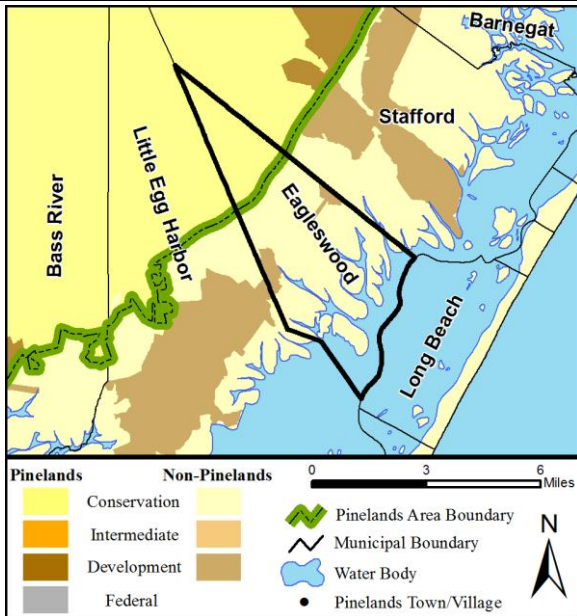 Barnegat
Stafford
Little Egg Harbor
Eagleswood
Bass River
Long Beach
Pinelands Non-Pinelands
Conservation
Intermediate
Development
Federal
0 3 6
Miles
Pinelands Area Boundary
Municipal Boundary
Water Body
Pinelands Town/Village
N